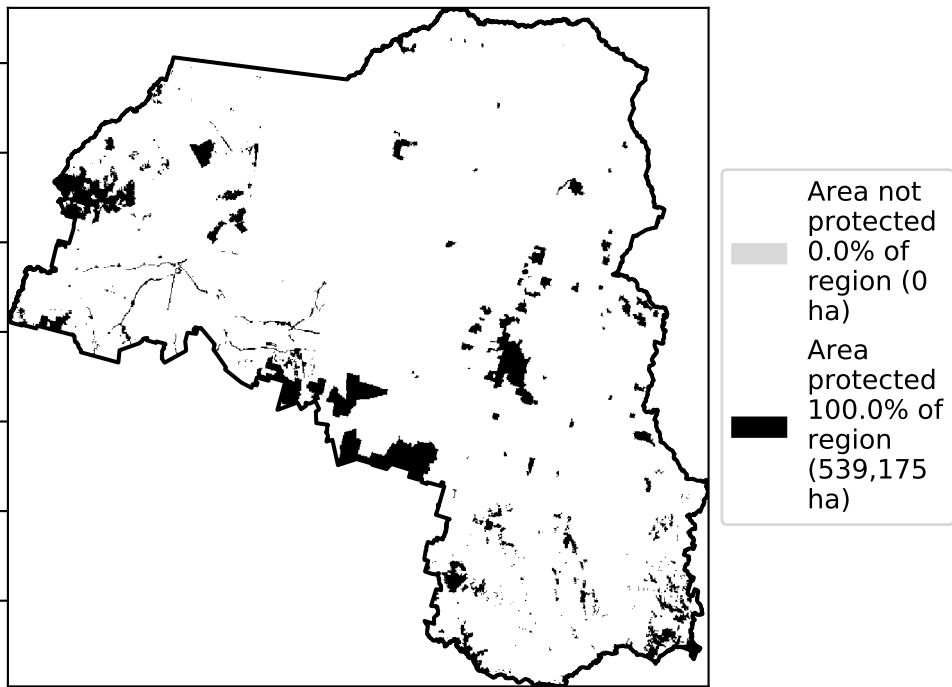 Area not
protected
0.0% of
region (0
ha)
Area
protected
100.0% of
region
(539,175
ha)